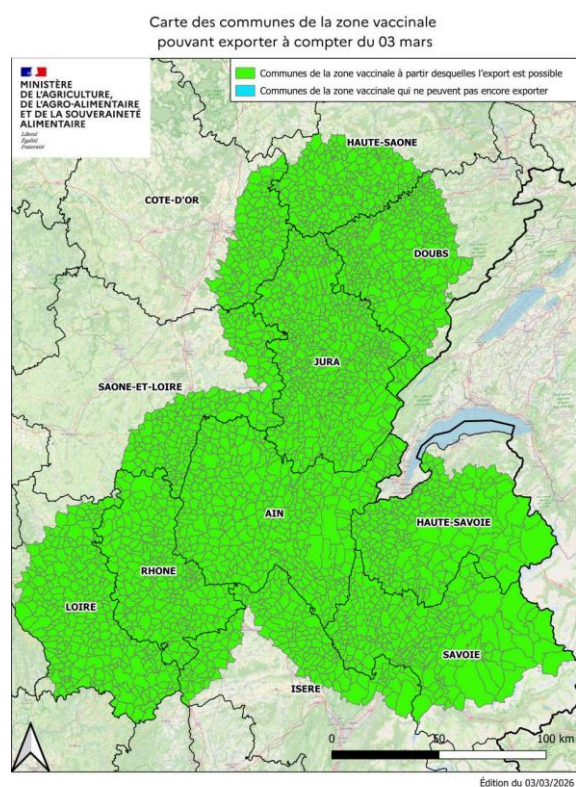 Carte des communes de la zone vaccinale
pouvant exporter à compter du 03 mars
MINISTÈRE
DE L'AGRICULTURE,
DE L'AGRO-ALIMENTAIRE
ET DE LA SOUVERAINETÉ
ALIMENTAIRE
Liberté
Égalité
Fraternité
Communes de la zone vaccinale à partir desquelles l'export est possible
Communes de la zone vaccinale qui ne peuvent pas encore exporter
HAUTE-SAONE
COTE-D'OR
DOUBS
JURA
SAONE-ET-LOIRE
AIN
HAUTE-SAVOIE
RHONE
LOIRE
SAVOIE
ISERE
0 50 100 km
Édition du 03/03/2026